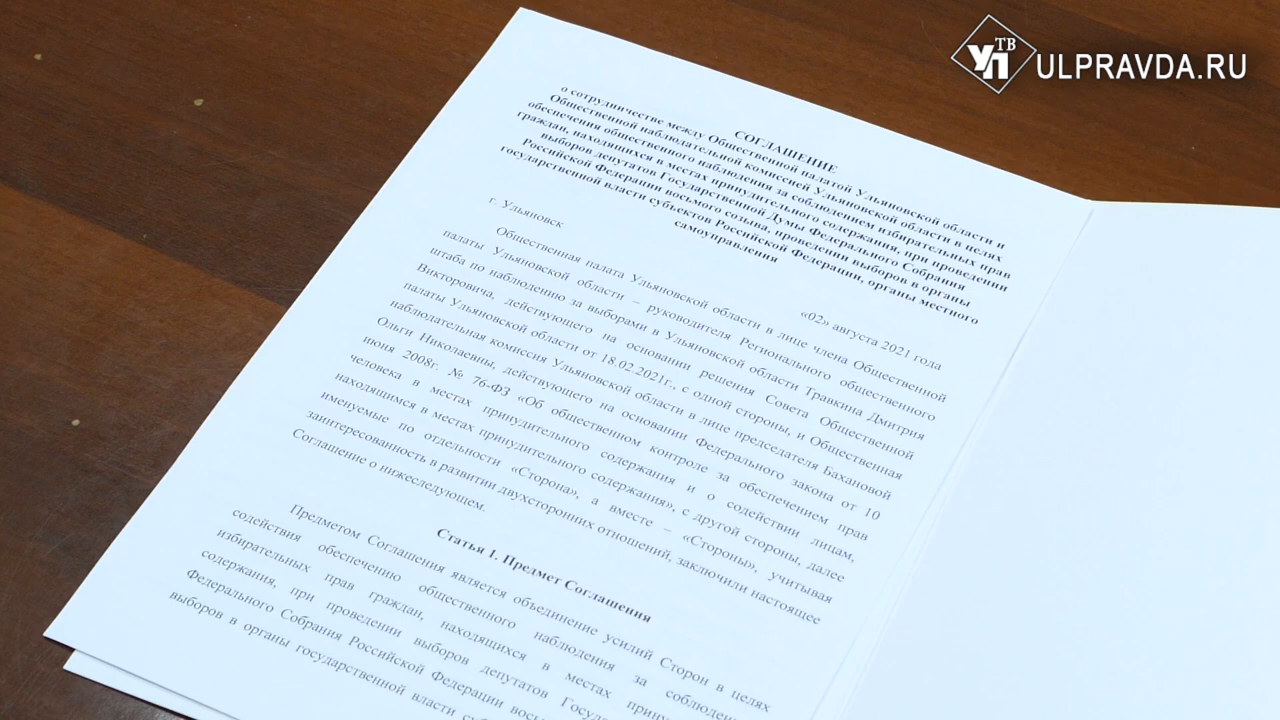 УП ТВ ULPRAVDA.RU
СОГЛАШЕНИЕ
о сотрудничестве между Общественной палатой Ульяновской области и
Общественной наблюдательной комиссией Ульяновской области в целях
обеспечения общественного наблюдения за соблюдением избирательных прав
граждан, находящихся в местах принудительного содержания, при проведении
выборов депутатов Государственной Думы Федерального Собрания
Российской Федерации восьмого созыва, проведении выборов в органы
государственной власти субъектов Российской Федерации, органы местного
самоуправления
г. Ульяновск «02» августа 2021 года
Общественная палата Ульяновской области в лице члена Общественной
палаты Ульяновской области – руководителя Регионального общественного
штаба по наблюдению за выборами в Ульяновской области Травкина Дмитрия
Викторовича, действующего на основании решения Совета Общественной
палаты Ульяновской области от 18.02.2021г., с одной стороны, и Общественная
наблюдательная комиссия Ульяновской области в лице председателя Бахановой
Ольги Николаевны, действующего на основании Федерального закона от 10
июня 2008г. № 76-ФЗ «Об общественном контроле за обеспечением прав
человека в местах принудительного содержания и о содействии лицам,
находящимся в местах принудительного содержания», с другой стороны, далее
именуемые по отдельности «Сторона», а вместе – «Стороны», учитывая
заинтересованность в развитии двухсторонних отношений, заключили настоящее
Соглашение о нижеследующем.
Статья 1. Предмет Соглашения
Предметом Соглашения является объединение усилий Сторон в целях
содействия обеспечению общественного наблюдения за соблюден
избирательных прав граждан, находящихся в местах прину
содержания, при проведении выборов депутатов Госу
Федерального Собрания Российской Федерации вось
выборов в органы государственной власти су